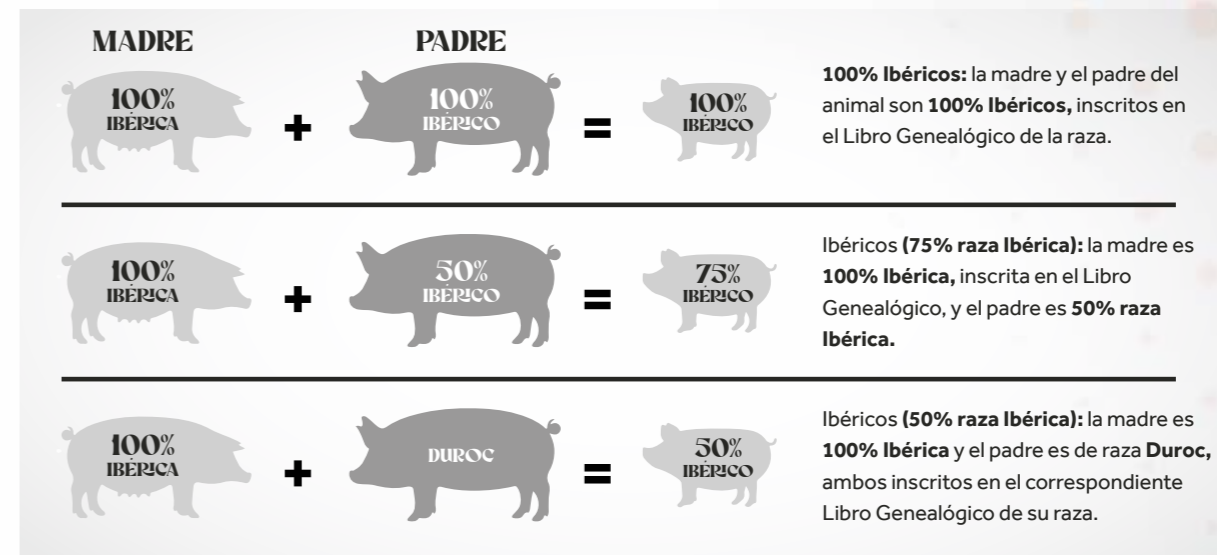 MADRE
PADRE
100%
IBÉRICA
+
100%
IBÉRICO
=
100%
IBÉRICO
100% Ibéricos: la madre y el padre del
animal son 100% Ibéricos, inscritos en
el Libro Genealógico de la raza.
100%
IBÉRICA
+
50%
IBÉRICO
=
75%
IBÉRICO
Ibéricos (75% raza Ibérica): la madre es
100% Ibérica, inscrita en el Libro
Genealógico, y el padre es 50% raza
Ibérica.
100%
IBÉRICA
+
DUROC
=
50%
IBÉRICO
Ibéricos (50% raza Ibérica): la madre es
100% Ibérica y el padre es de raza Duroc,
ambos inscritos en el correspondiente
Libro Genealógico de su raza.